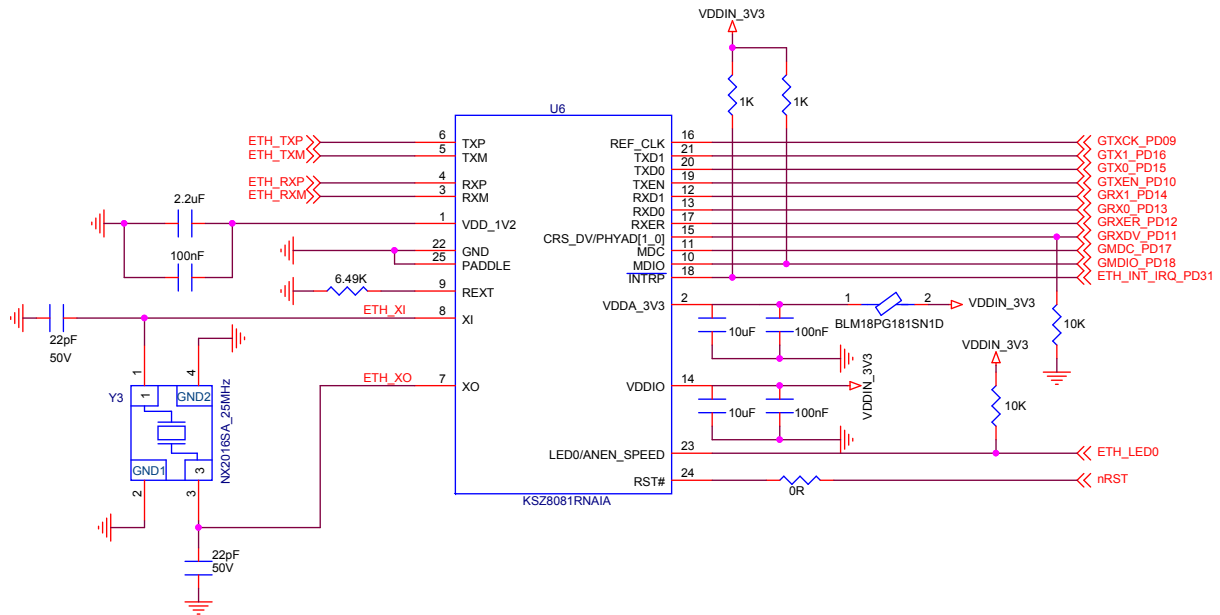 VDDIN_3V3
1K
1K
U6
ETH_TXP
6
TXP
REF_CLK
16
GTXCK_PD09
ETH_TXM
5
TXM
TXD1
21
GTX1_PD16
TXD0
20
GTX0_PD15
ETH_RXP
4
RXP
TXEN
19
GTXEN_PD10
ETH_RXM
3
RXM
RXD1
12
GRX1_PD14
RXD0
13
GRX0_PD13
2.2uF
1
VDD_1V2
RXER
17
GRXER_PD12
CRS_DV/PHYAD[1_0]
15
GRXDV_PD11
100nF
22
GND
MDC
11
GMDC_PD17
25
PADDLE
MDIO
10
GMDIO_PD18
INTRP
18
ETH_INT_IRQ_PD31
6.49K
9
REXT
VDDA_3V3
2
1
2
VDDIN_3V3
BLM18PG181SN1D
ETH_XI
8
XI
10uF
100nF
10K
22pF
50V
VDDIN_3V3
1
4
ETH_XO
7
XO
VDDIO
14
VDDIN_3V3
Y3
1
GND2
10uF
100nF
10K
NX2016SA_25MHz
GND1
3
LED0/ANEN_SPEED
23
ETH_LED0
2
3
RST#
24
0R
nRST
KSZ8081RNAIA
22pF
50V